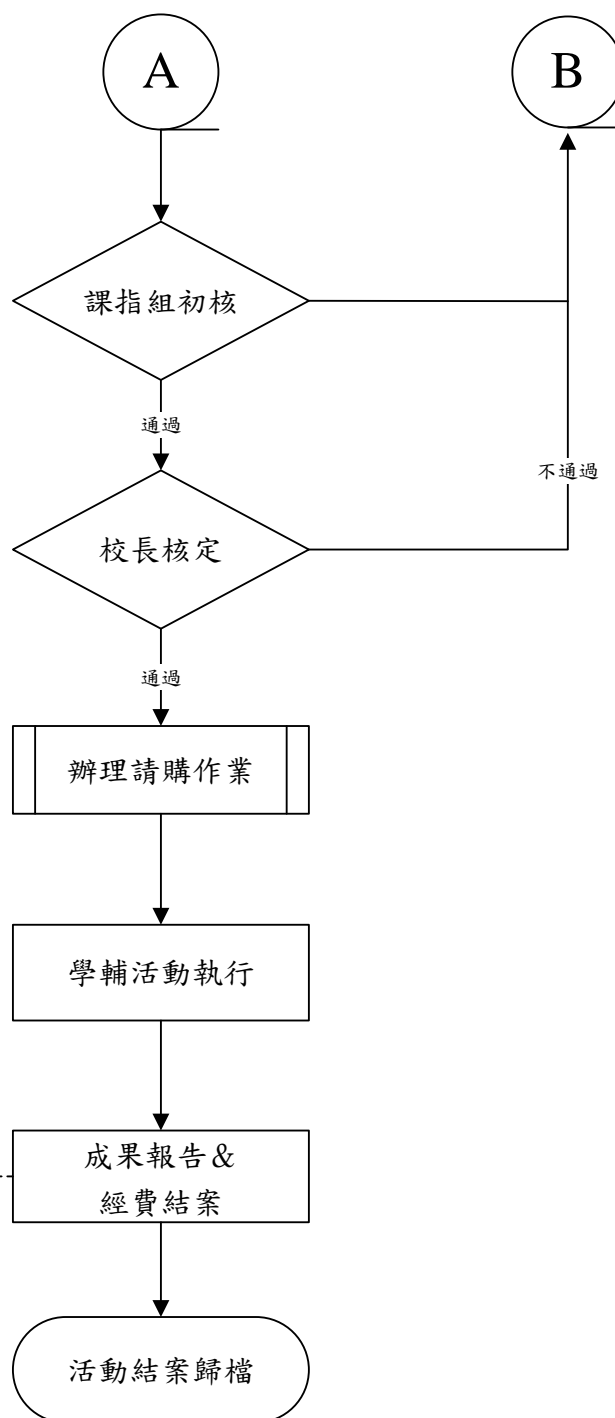 A
B
課指組初核
通過
不通過
校長核定
通過
辦理請購作業
學輔活動執行
成果報告&
經費結案
活動結案歸檔